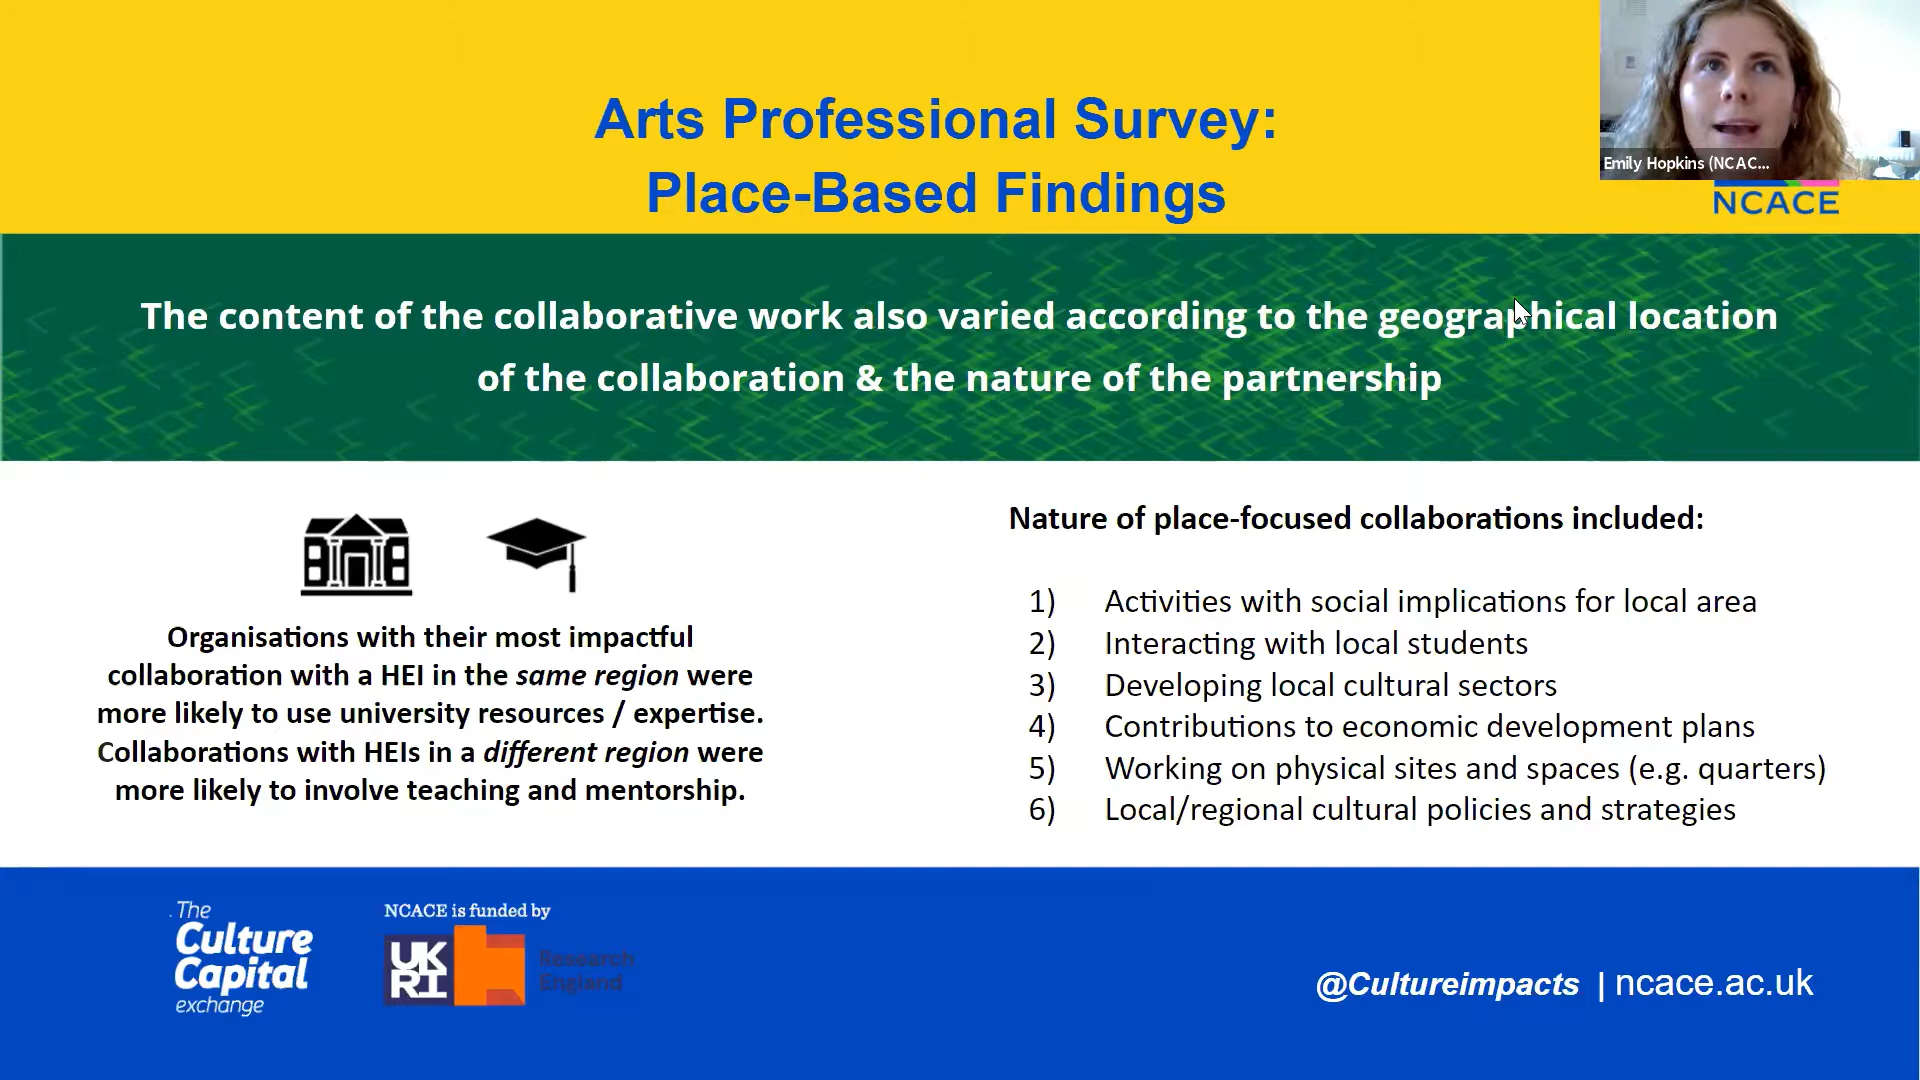 Arts Professional Survey:
Place-Based Findings
Emily Hopkins (NCAC...
NCACE
The content of the collaborative work also varied according to the geographical location
of the collaboration & the nature of the partnership
Organisations with their most impactful
collaboration with a HEI in the same region were
more likely to use university resources / expertise.
Collaborations with HEIs in a different region were
more likely to involve teaching and mentorship.
Nature of place-focused collaborations included:
1) Activities with social implications for local area
2) Interacting with local students
3) Developing local cultural sectors
4) Contributions to economic development plans
5) Working on physical sites and spaces (e.g. quarters)
6) Local/regional cultural policies and strategies
The
Culture
Capital
exchange
NCACE is funded by
UK
RI
Research
England
@Cultureimpacts | ncace.ac.uk